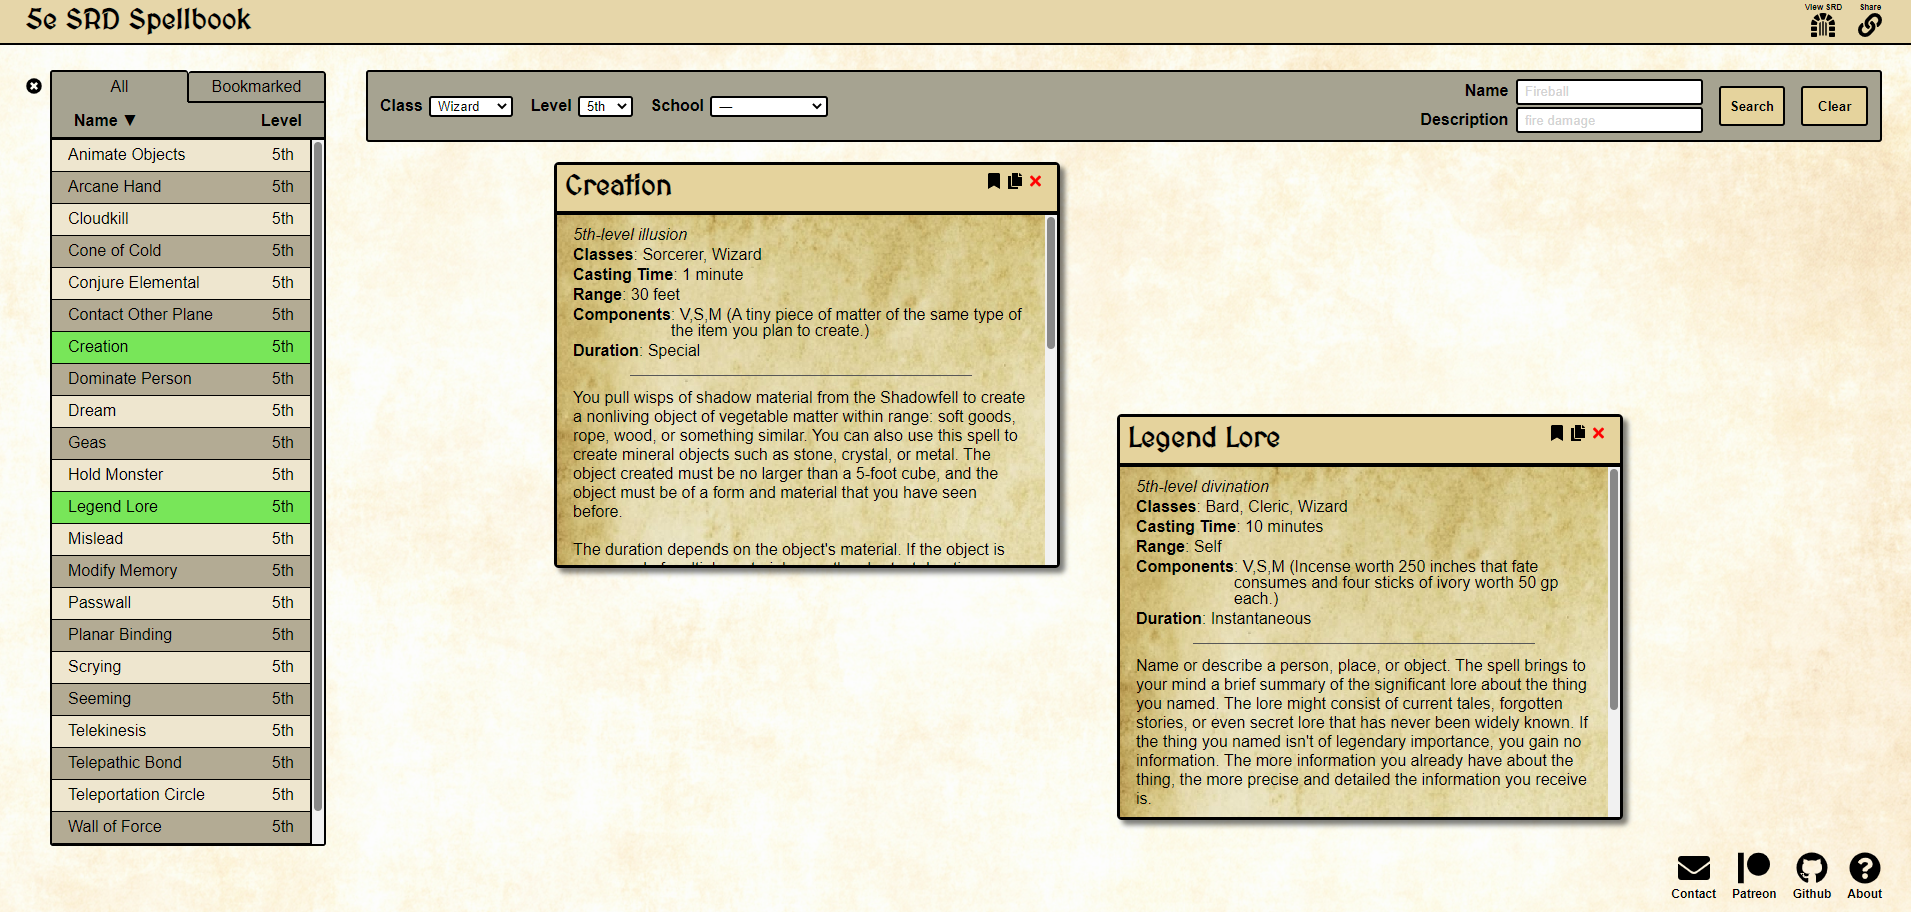 5e SRD Spellbook
View SRD
Share
All
Bookmarked
Name ▼
Level
Animate Objects 5th
Arcane Hand 5th
Cloudkill 5th
Cone of Cold 5th
Conjure Elemental 5th
Contact Other Plane 5th
Creation 5th
Dominate Person 5th
Dream 5th
Geas 5th
Hold Monster 5th
Legend Lore 5th
Mislead 5th
Modify Memory 5th
Passwall 5th
Planar Binding 5th
Scrying 5th
Seeming 5th
Telekinesis 5th
Telepathic Bond 5th
Teleportation Circle 5th
Wall of Force 5th
Class Wizard Level 5th School —
Name Fireball
Description fire damage
Search
Clear
Creation
5th-level illusion
Classes: Sorcerer, Wizard
Casting Time: 1 minute
Range: 30 feet
Components: V,S,M (A tiny piece of matter of the same type of
the item you plan to create.)
Duration: Special
You pull wisps of shadow material from the Shadowfell to create
a nonliving object of vegetable matter within range: soft goods,
rope, wood, or something similar. You can also use this spell to
create mineral objects such as stone, crystal, or metal. The
object created must be no larger than a 5-foot cube, and the
object must be of a form and material that you have seen
before.
The duration depends on the object's material. If the object is
Legend Lore
5th-level divination
Classes: Bard, Cleric, Wizard
Casting Time: 10 minutes
Range: Self
Components: V,S,M (Incense worth 250 inches that fate
consumes and four sticks of ivory worth 50 gp
each.)
Duration: Instantaneous
Name or describe a person, place, or object. The spell brings to
your mind a brief summary of the significant lore about the thing
you named. The lore might consist of current tales, forgotten
stories, or even secret lore that has never been widely known. If
the thing you named isn't of legendary importance, you gain no
information. The more information you already have about the
thing, the more precise and detailed the information you receive
is.
Contact
Patreon
Github
About